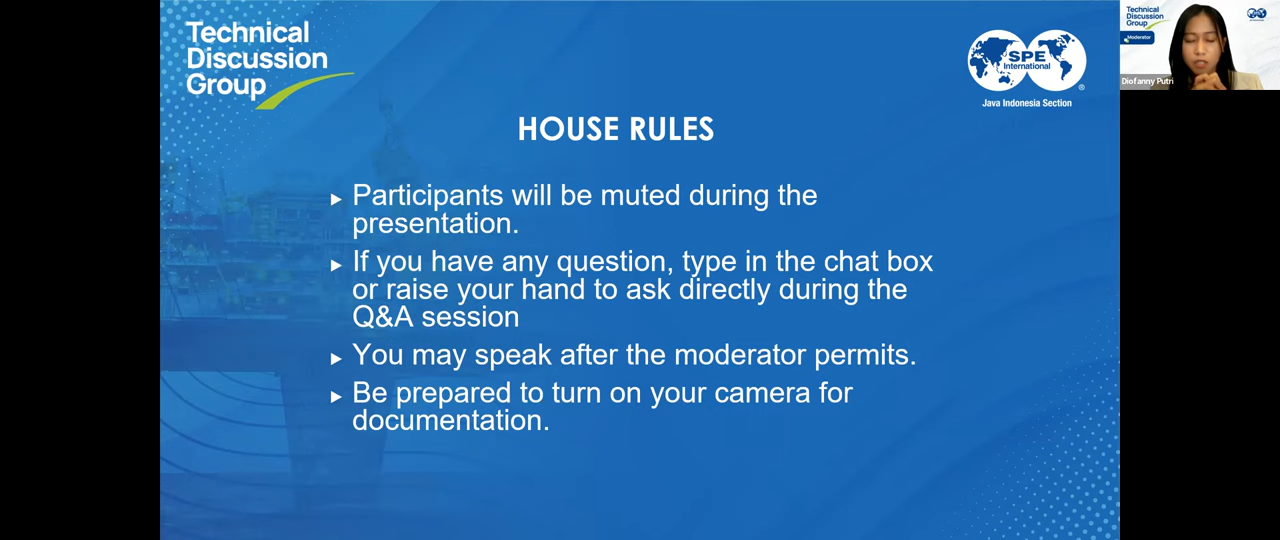 Technical
Discussion
Group
SPE
International
®
Java Indonesia Section
HOUSE RULES
Participants will be muted during the
presentation.
If you have any question, type in the chat box
or raise your hand to ask directly during the
Q&A session
You may speak after the moderator permits.
Be prepared to turn on your camera for
documentation.
Technical
Discussion
Group
Moderator
Diofanny Putri